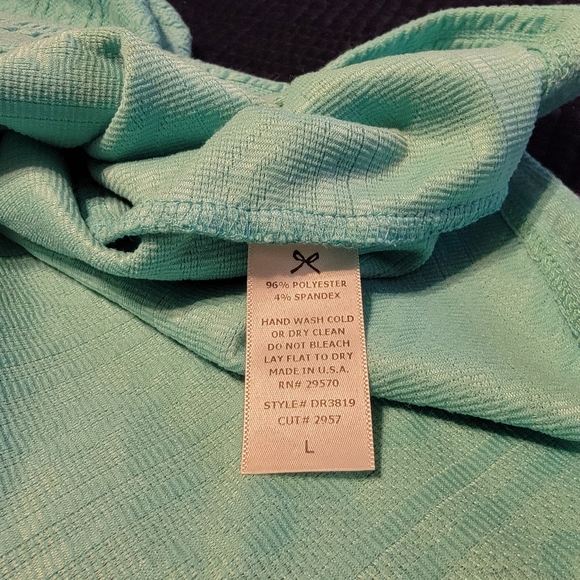 96% POLYESTER
4% SPANDEX
HAND WASH COLD
OR DRY CLEAN
DO NOT BLEACH
LAY FLAT TO DRY
MADE IN U.S.A.
RN# 29570
STYLE# DR3819
CUT# 2957
L